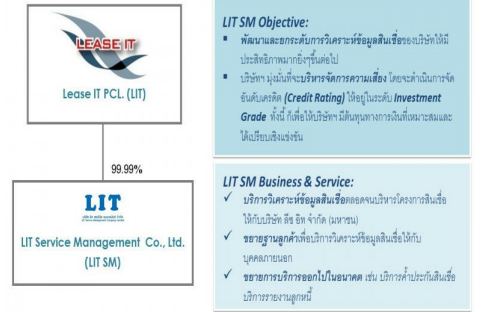 LEASE IT
Lease IT PCL. (LIT)
99.99%
LIT
LIT Service Management Co., Ltd.
(LIT SM)
LIT SM Objective:
พัฒนาและยกระดับการวิเคราะห์ข้อมูลสินเชื่อของบริษัทให้มี
ประสิทธิภาพมากยิ่งๆขึ้นต่อไป
บริษัทฯ มุ่งมั่นที่จะบริหารจัดการความเสี่ยง โดยจะดำเนินการจัด
อันดับเครดิต (Credit Rating) ให้อยู่ในระดับ Investment
Grade ทั้งนี้ ก็เพื่อให้บริษัทฯ มีต้นทุนทางการเงินที่เหมาะสมและ
ได้เปรียบเชิงแข่งขัน
LIT SM Business & Service:
✓ บริการวิเคราะห์ข้อมูลสินเชื่อตลอดจนบริหารโครงการสินเชื่อ
ให้กับบริษัท ลีซ อิท จำกัด (มหาชน)
✓ ขยายฐานลูกค้าเพื่อบริการวิเคราะห์ข้อมูลสินเชื่อให้กับ
บุคคลภายนอก
✓ ขยายการบริการออกไปในอนาคต เช่น บริการค้ำประกันสินเชื่อ
บริการรายงานลูกหนี้